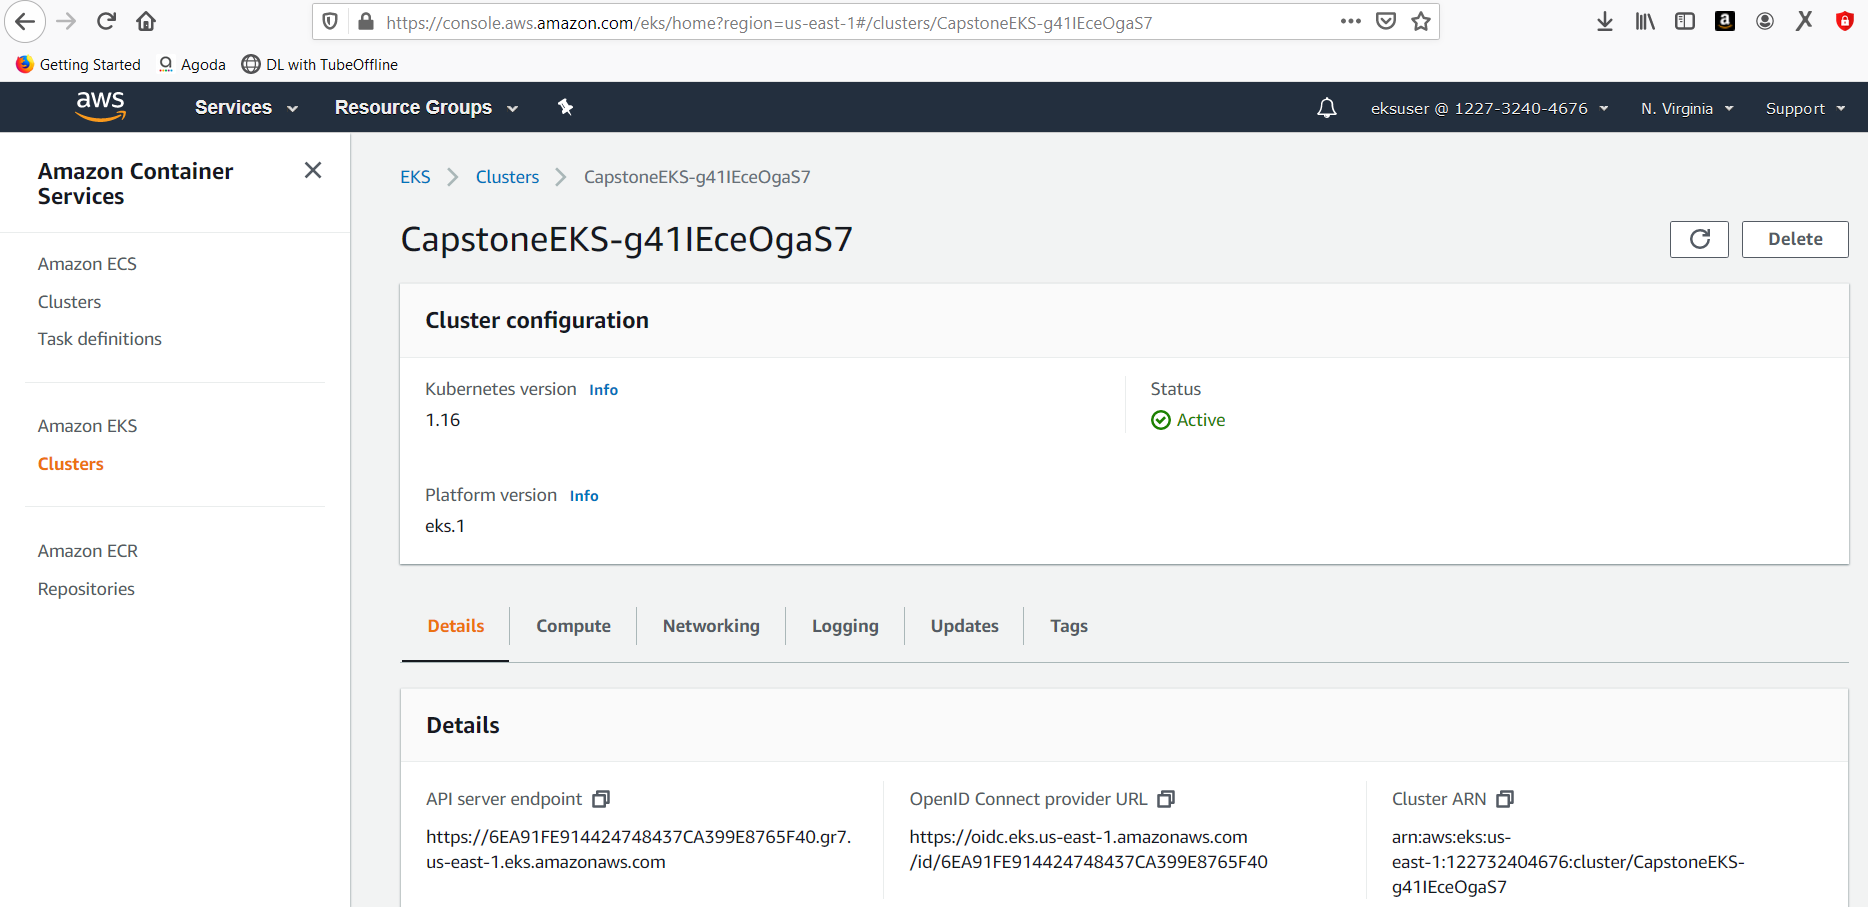 https://console.aws.amazon.com/eks/home?region=us-east-1#/clusters/CapstoneEKS-g41IEceOgaS7
Getting Started
Agoda
DL with TubeOffline
aws
Services
Resource Groups
eksuser @ 1227-3240-4676
N. Virginia
Support
Amazon Container
Services
Amazon ECS
Clusters
Task definitions
Amazon EKS
Clusters
Amazon ECR
Repositories
EKS
Clusters
CapstoneEKS-g41IEceOgaS7
CapstoneEKS-g41IEceOgaS7
Delete
Cluster configuration
Kubernetes version Info
1.16
Status
Active
Platform version Info
eks.1
Details
Compute
Networking
Logging
Updates
Tags
Details
API server endpoint
https://6EA91FE914424748437CA399E8765F40.gr7.
us-east-1.eks.amazonaws.com
OpenID Connect provider URL
https://oidc.eks.us-east-1.amazonaws.com
/id/6EA91FE914424748437CA399E8765F40
Cluster ARN
arn:aws:eks:us-
east-1:122732404676:cluster/CapstoneEKS-
g41IEceOgaS7